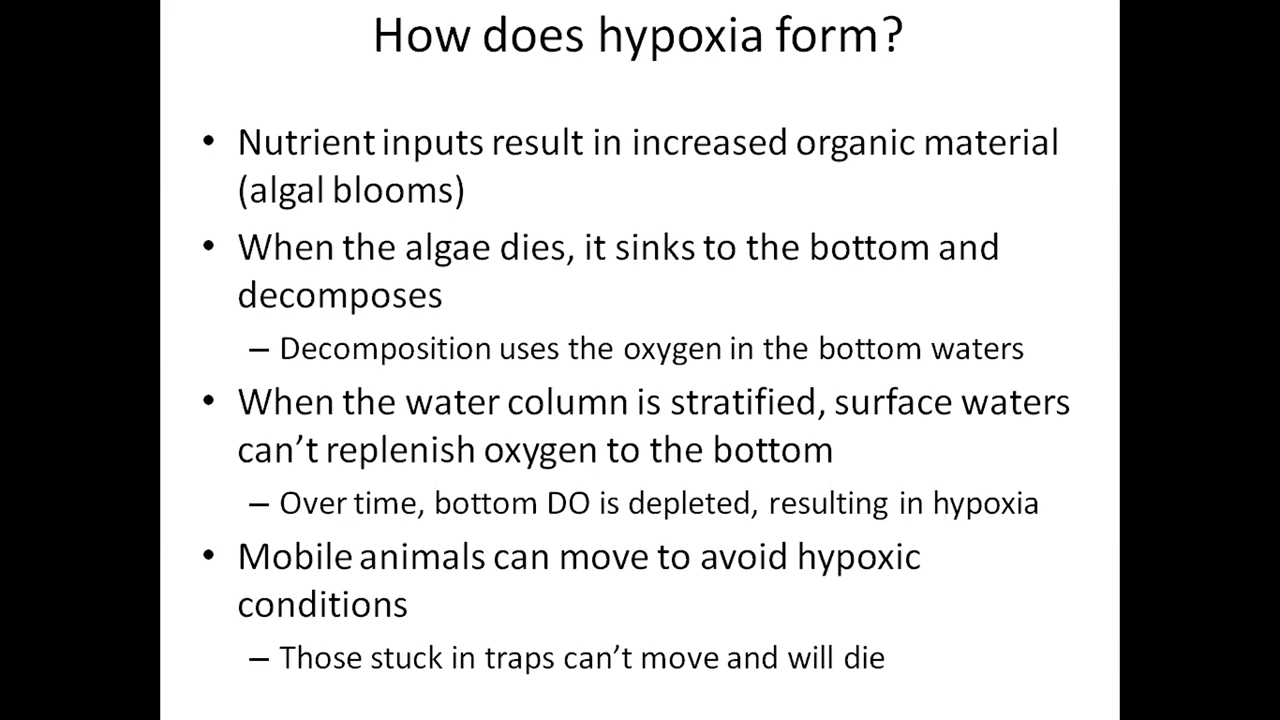 How does hypoxia form?
• Nutrient inputs result in increased organic material
(algal blooms)
• When the algae dies, it sinks to the bottom and
decomposes
– Decomposition uses the oxygen in the bottom waters
• When the water column is stratified, surface waters
can't replenish oxygen to the bottom
– Over time, bottom DO is depleted, resulting in hypoxia
• Mobile animals can move to avoid hypoxic
conditions
– Those stuck in traps can't move and will die